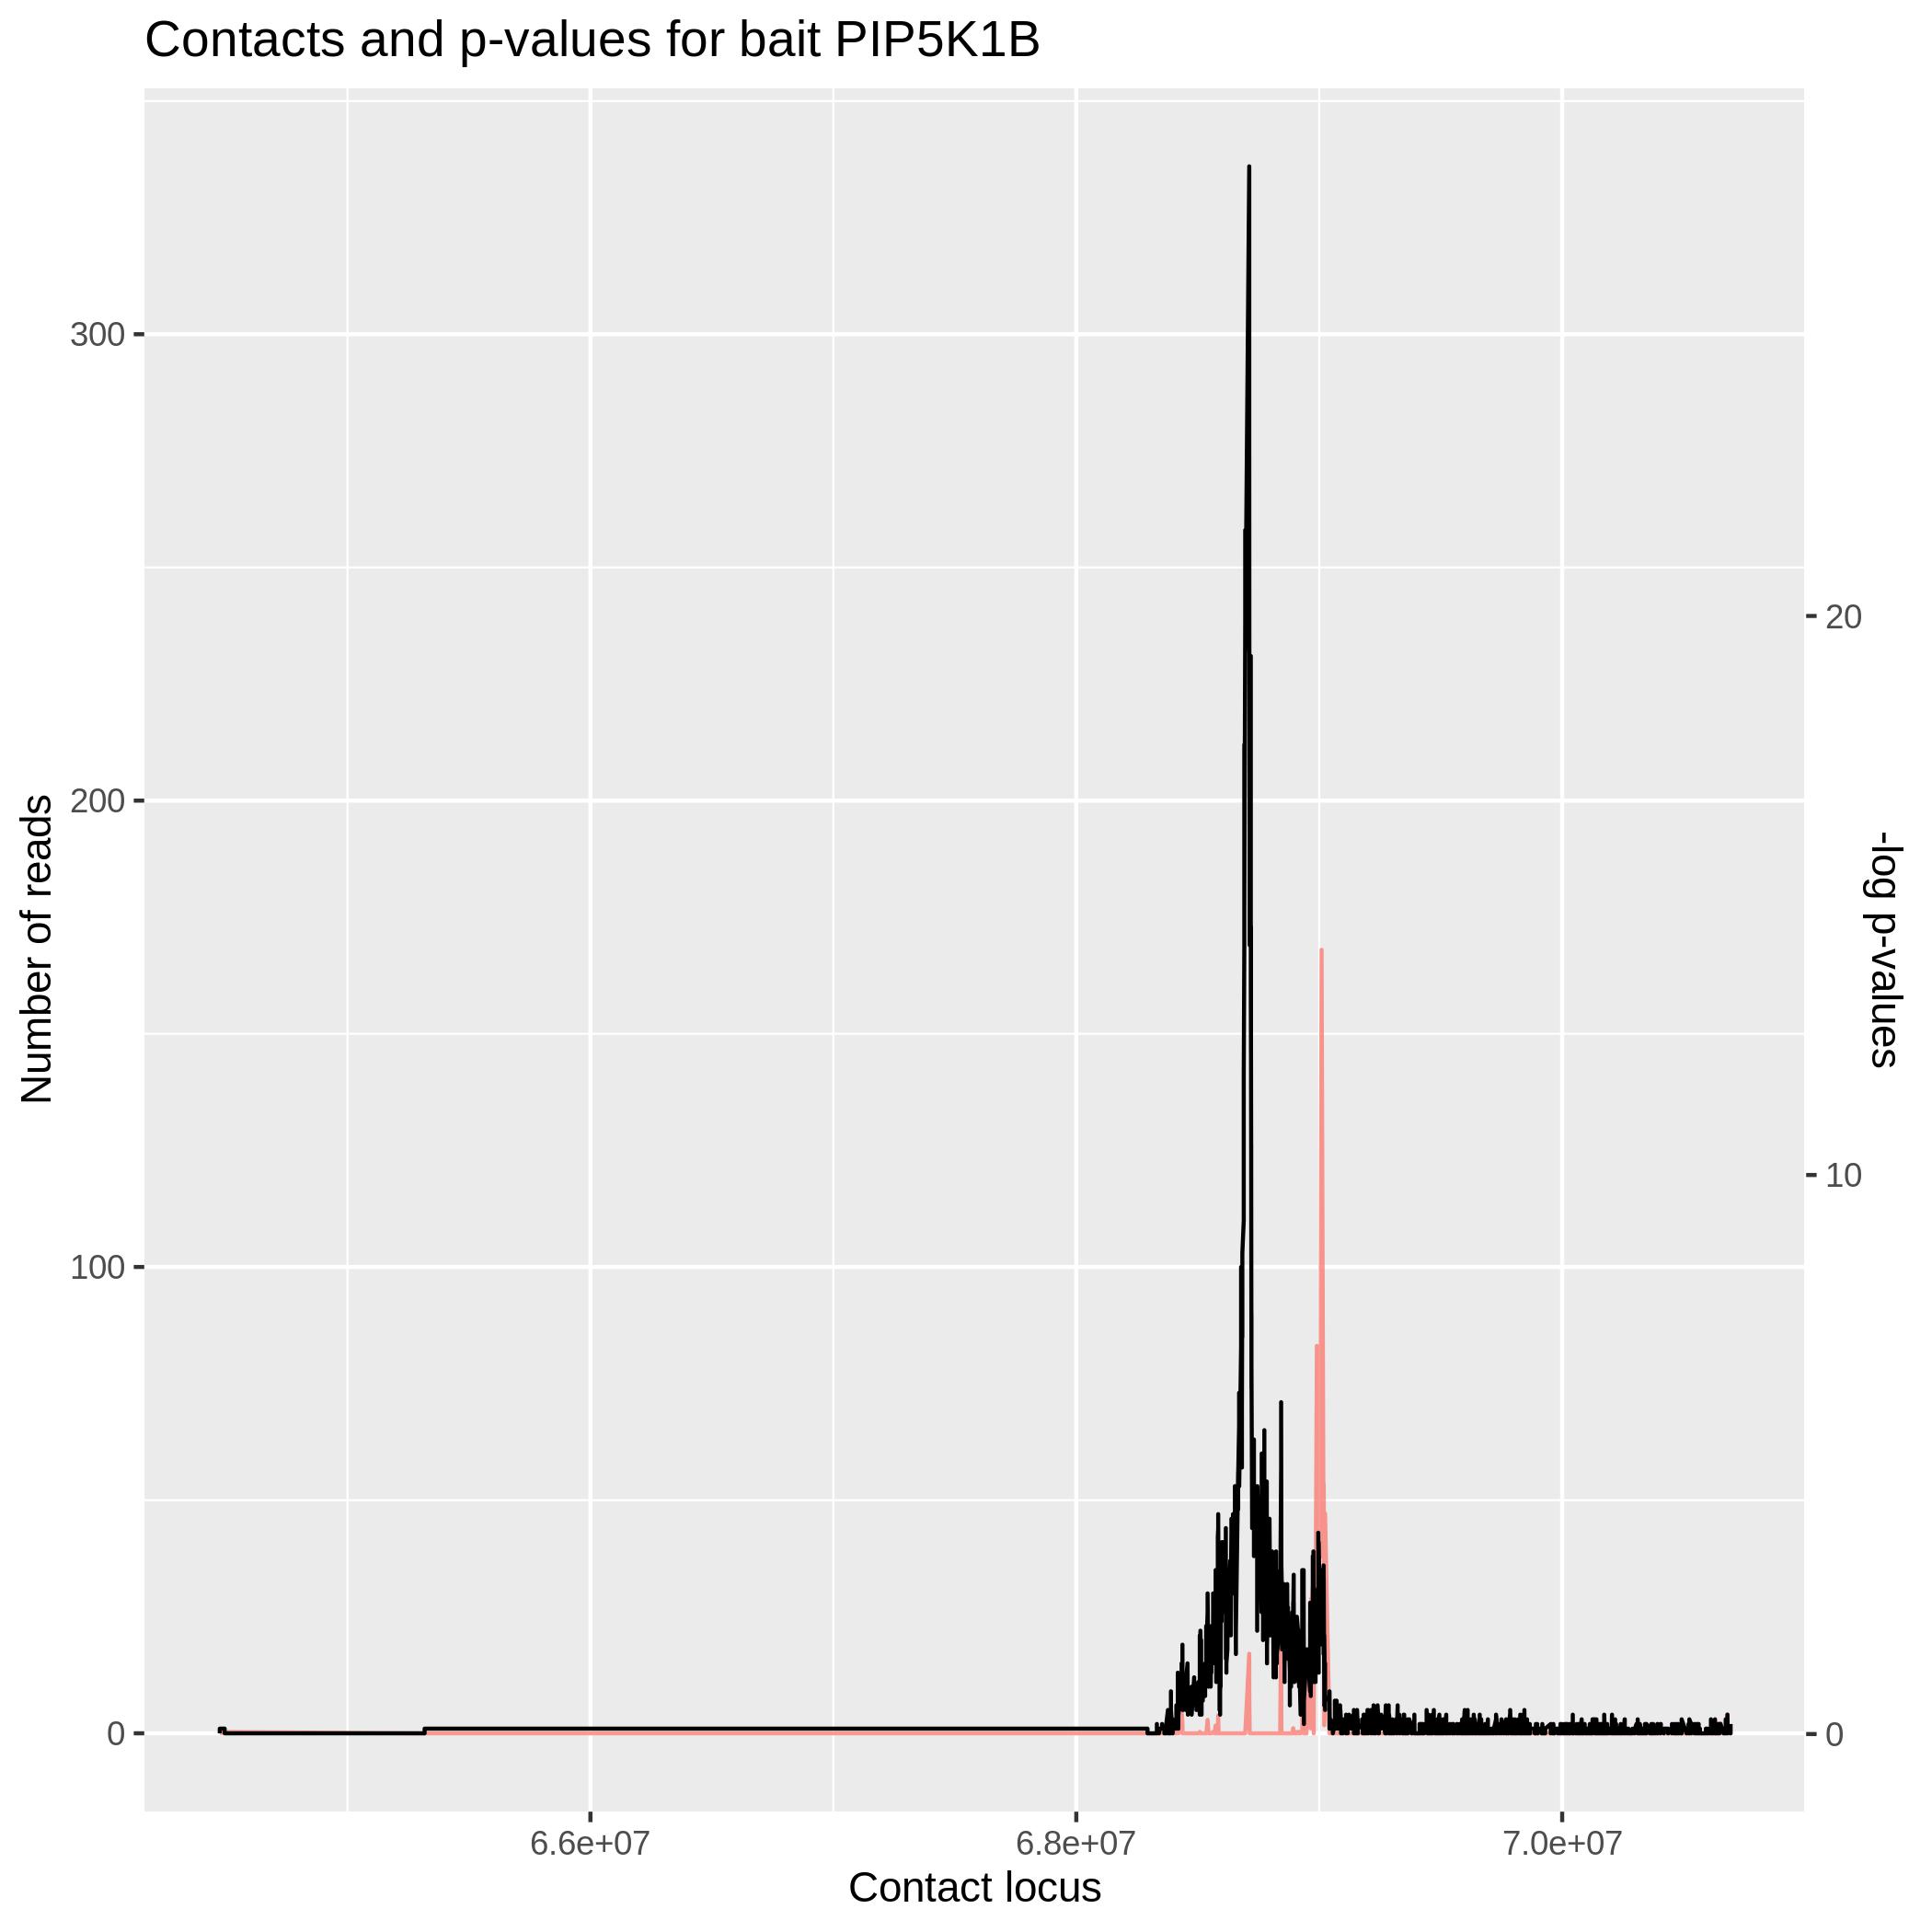 Contacts and p-values for bait PIP5K1B
Number of reads
300
200
100
0
20
10
0
-log p-values
6.6e+07
6.8e+07
7.0e+07
Contact locus